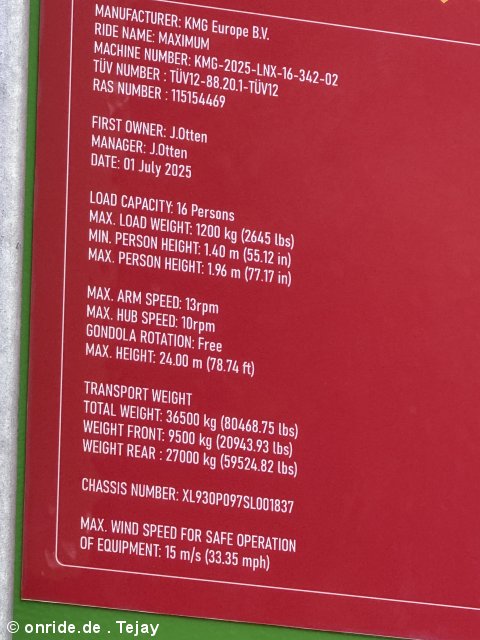 MANUFACTURER: KMG Europe B.V.
RIDE NAME: MAXIMUM
MACHINE NUMBER: KMG-2025-LNX-16-342-02
TÜV NUMBER : TÜV12-88.20.1-TÜV12
RAS NUMBER : 115154469
FIRST OWNER: J.Otten
MANAGER: J.Otten
DATE: 01 July 2025
LOAD CAPACITY: 16 Persons
MAX. LOAD WEIGHT: 1200 kg (2645 lbs)
MIN. PERSON HEIGHT: 1.40 m (55.12 in)
MAX. PERSON HEIGHT: 1.96 m (77.17 in)
MAX. ARM SPEED: 13rpm
MAX. HUB SPEED: 10rpm
GONDOLA ROTATION: Free
MAX. HEIGHT: 24.00 m (78.74 ft)
TRANSPORT WEIGHT
TOTAL WEIGHT: 36500 kg (80468.75 lbs)
WEIGHT FRONT: 9500 kg (20943.93 lbs)
WEIGHT REAR : 27000 kg (59524.82 lbs)
CHASSIS NUMBER: XL930P097SL001837
MAX. WIND SPEED FOR SAFE OPERATION
OF EQUIPMENT: 15 m/s (33.35 mph)
© onride.de . Tejay